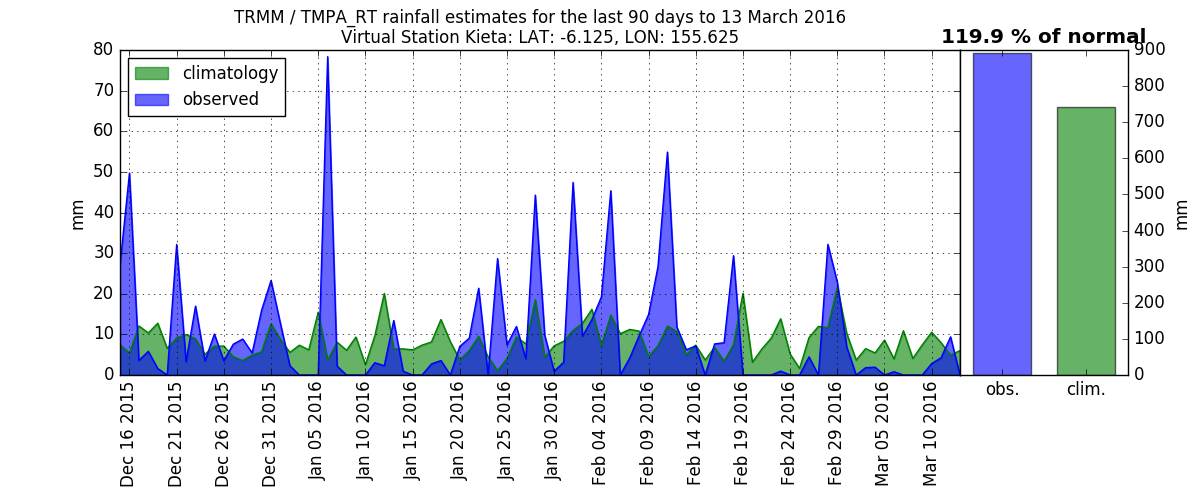 TRMM / TMPA_RT rainfall estimates for the last 90 days to 13 March 2016
Virtual Station Kieta: LAT: -6.125, LON: 155.625
119.9 % of normal
climatology
observed
mm
80
70
60
50
40
30
20
10
0
Dec 16 2015
Dec 21 2015
Dec 26 2015
Dec 31 2015
Jan 05 2016
Jan 10 2016
Jan 15 2016
Jan 20 2016
Jan 25 2016
Jan 30 2016
Feb 04 2016
Feb 09 2016
Feb 14 2016
Feb 19 2016
Feb 24 2016
Feb 29 2016
Mar 05 2016
Mar 10 2016
900
800
700
600
500
400
300
200
100
0
mm
obs.
clim.